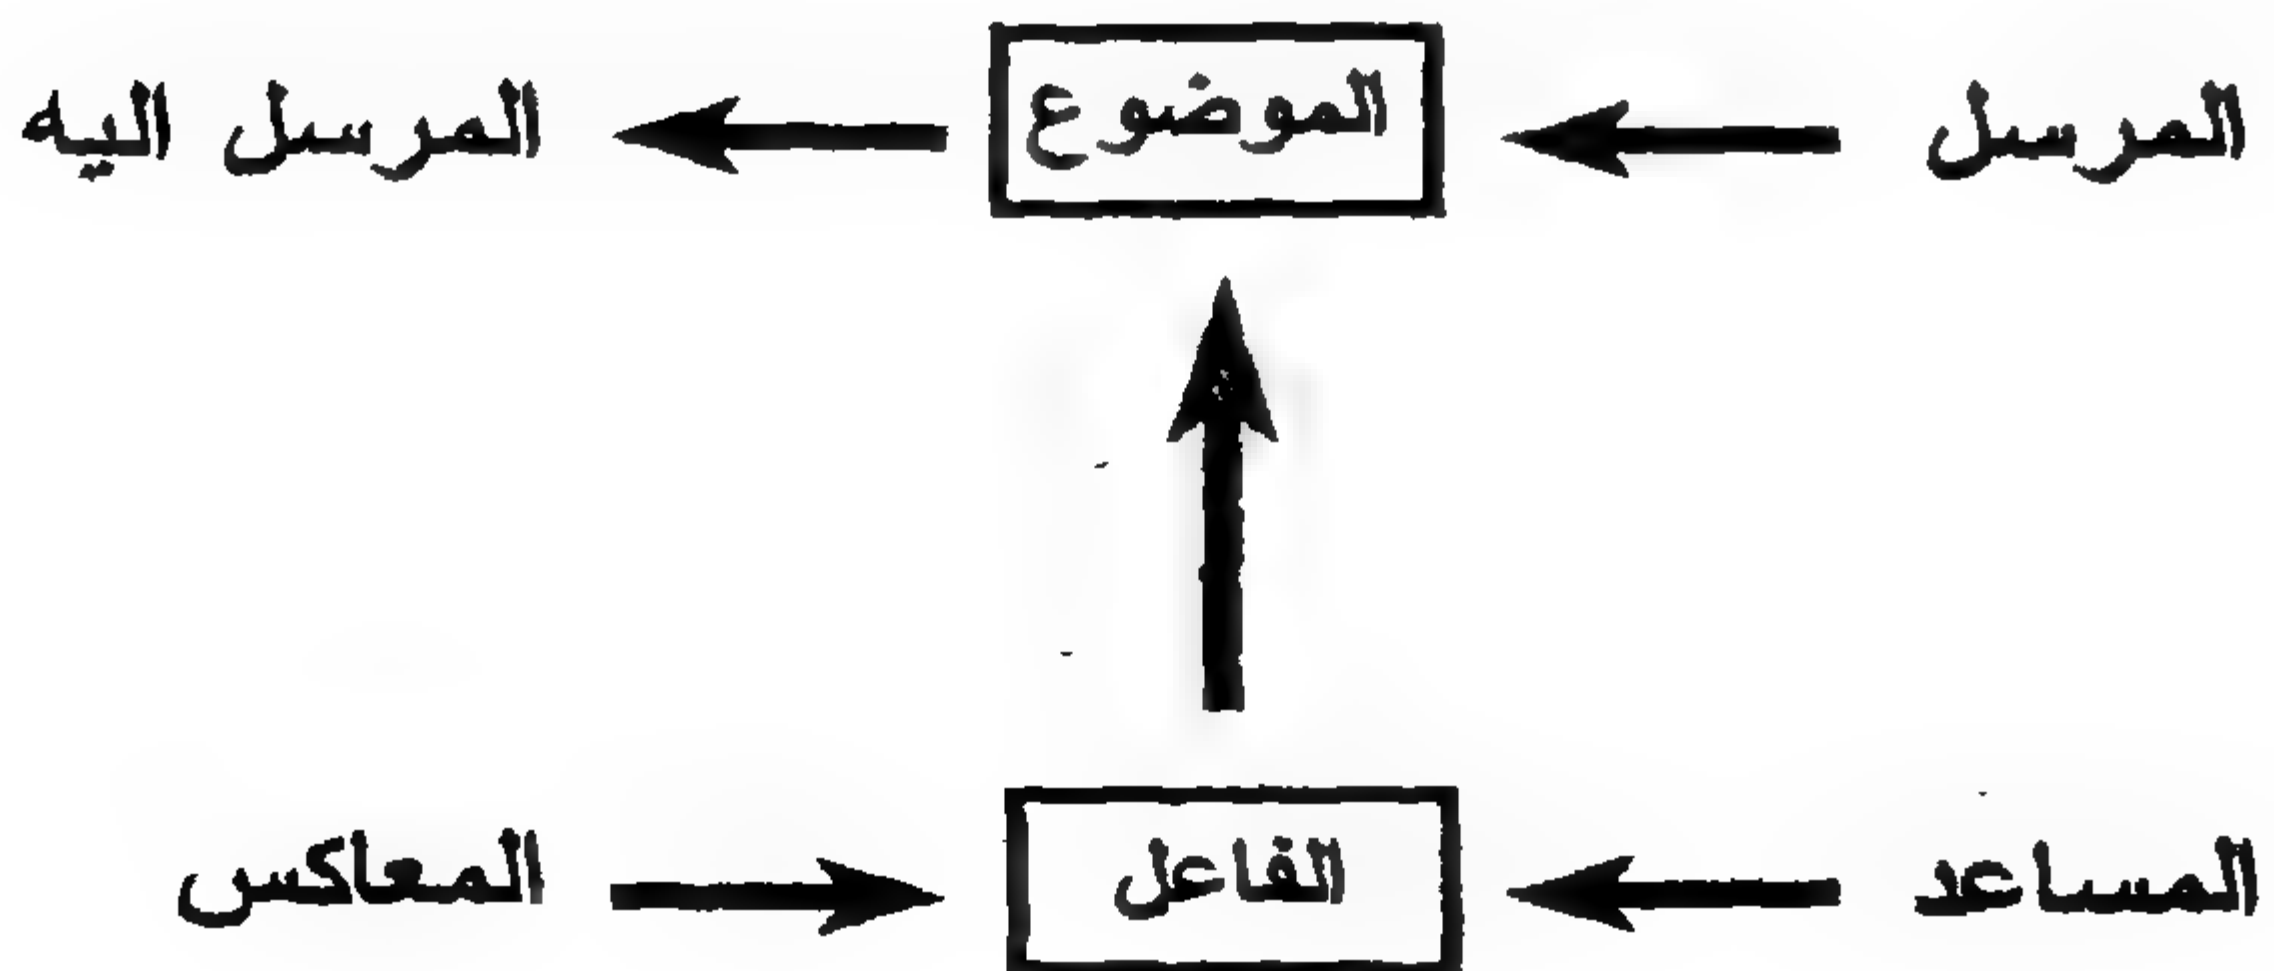 المرسل الموضوع المرسل اليه
المساعد الفاعل المعاكس